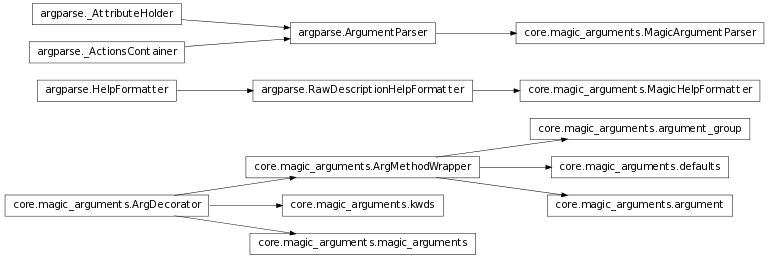 argparse._AttributeHolder
argparse._ActionsContainer
argparse.ArgumentParser
core.magic_arguments.MagicArgumentParser
argparse.HelpFormatter
argparse.RawDescriptionHelpFormatter
core.magic_arguments.MagicHelpFormatter
core.magic_arguments.argument_group
core.magic_arguments.ArgMethodWrapper
core.magic_arguments.defaults
core.magic_arguments.ArgDecorator
core.magic_arguments.kwds
core.magic_arguments.argument
core.magic_arguments.magic_arguments